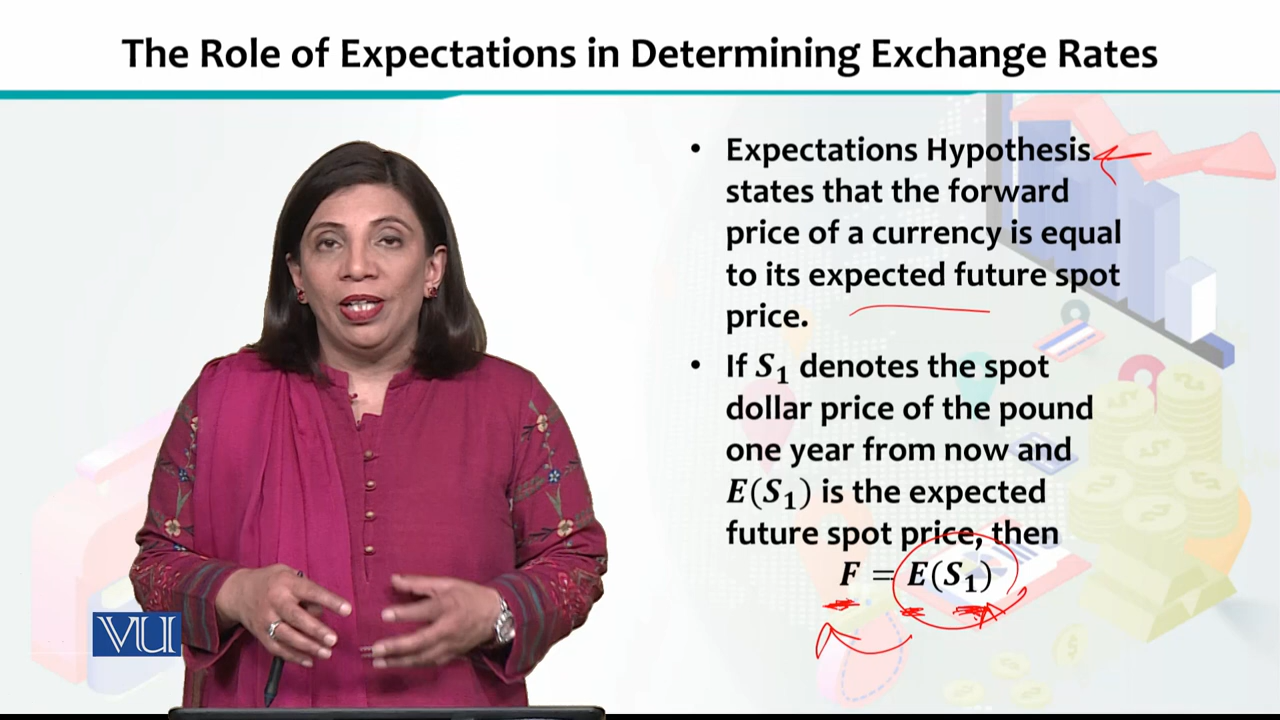 The Role of Expectations in Determining Exchange Rates
• Expectations Hypothesis
states that the forward
price of a currency is equal
to its expected future spot
price.
• If S₁ denotes the spot
dollar price of the pound
one year from now and
E(S₁) is the expected
future spot price, then
F = E(S₁)
VU